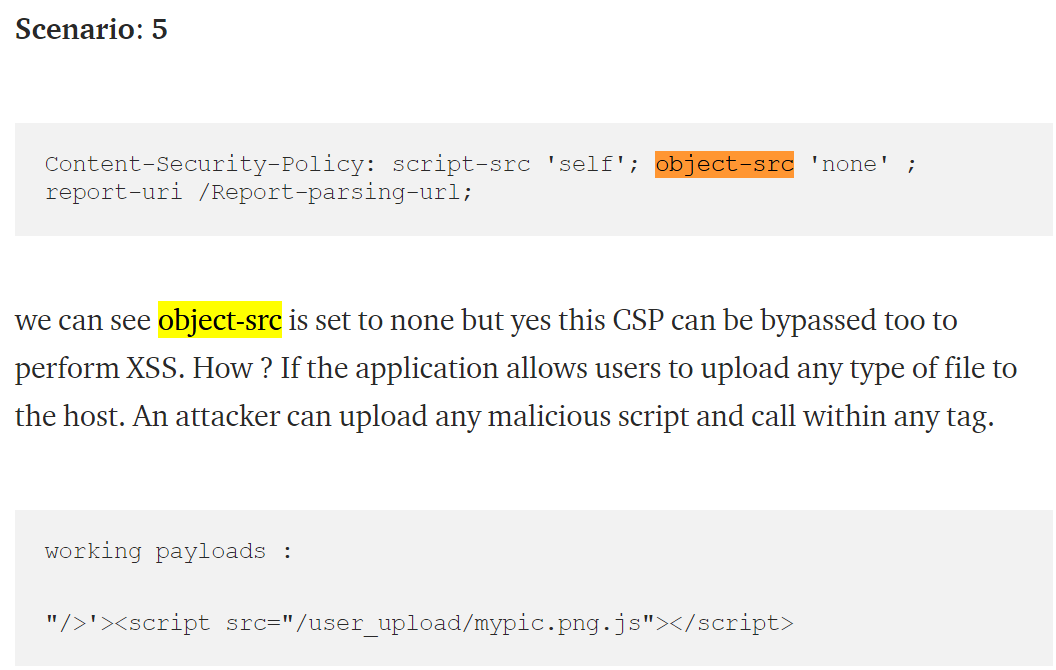 Scenario: 5
Content-Security-Policy: script-src 'self'; object-src 'none' ;
report-uri /Report-parsing-url;
we can see object-src is set to none but yes this CSP can be bypassed too to
perform XSS. How ? If the application allows users to upload any type of file to
the host. An attacker can upload any malicious script and call within any tag.
working payloads :
"/>'><script src="/user_upload/mypic.png.js"></script>